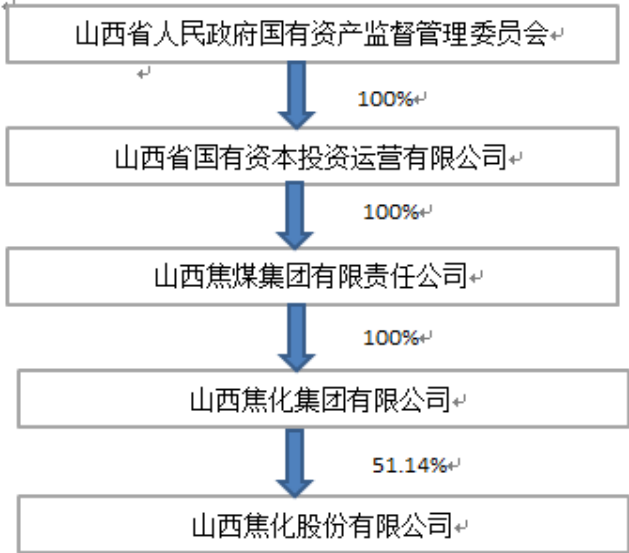 山西省人民政府国有资产监督管理委员会
100%
山西省国有资本投资运营有限公司
100%
山西焦煤集团有限责任公司
100%
山西焦化集团有限公司
51.14%
山西焦化股份有限公司